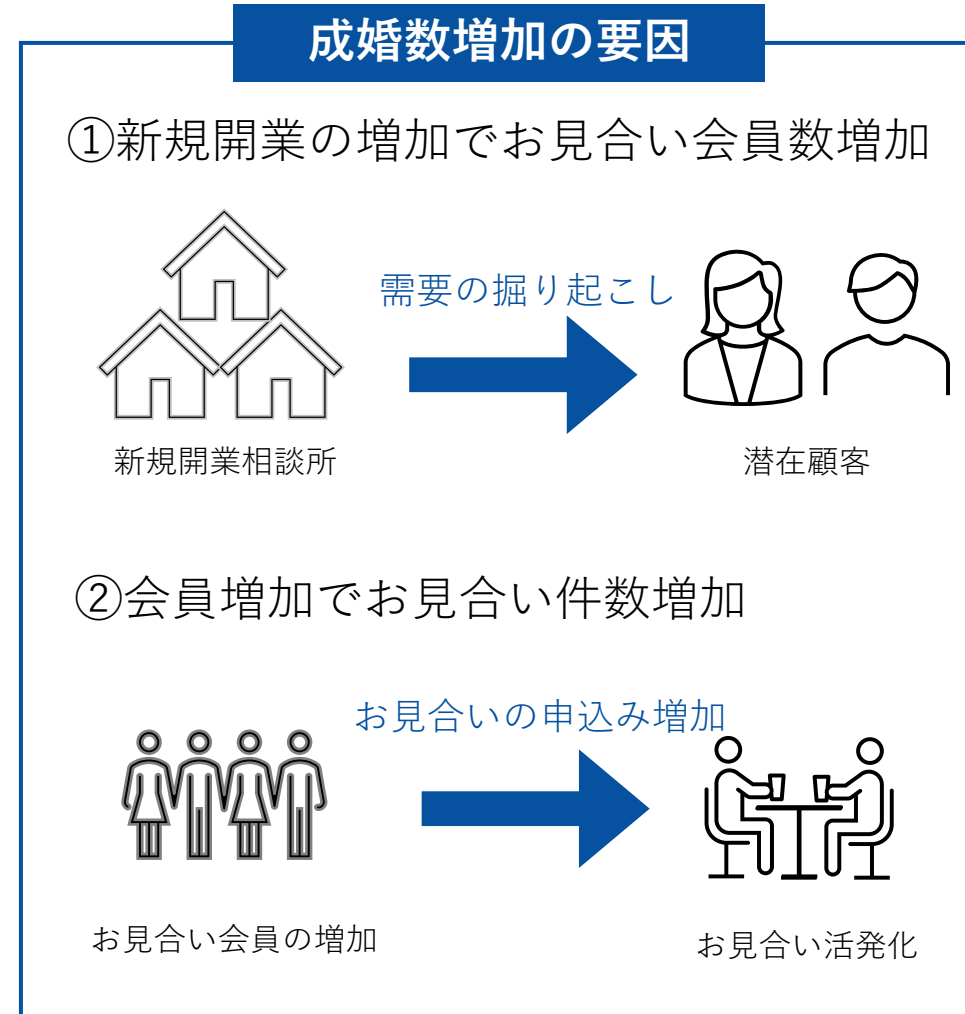 成婚数増加の要因
①新規開業の増加でお見合い会員数増加
需要の掘り起こし
新規開業相談所
潜在顧客
②会員増加でお見合い件数増加
お見合いの申込み増加
お見合い会員の増加
お見合い活発化